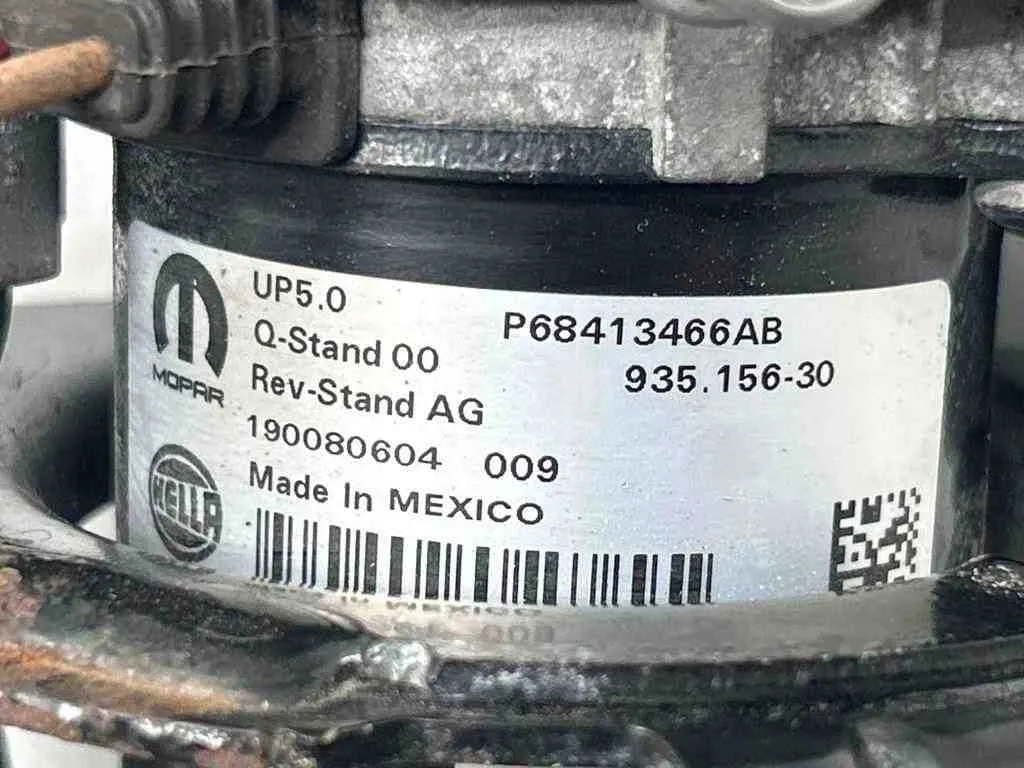 UP5.0
P68413466AB
Q-Stand 00
935.156-30
MOPAR
Rev-Stand AG
190080604 009
HELLA
Made In MEXICO